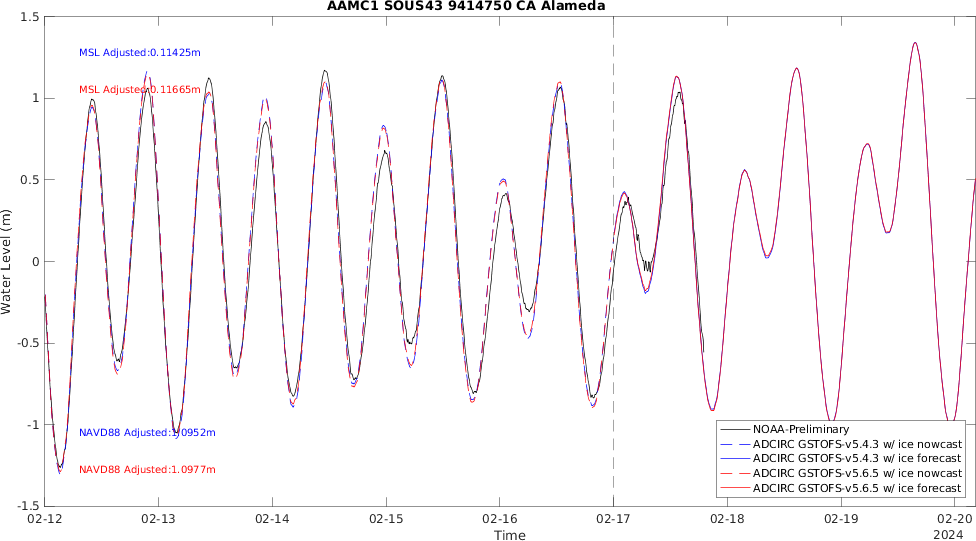 AAMC1 SOUS43 9414750 CA Alameda
1.5
1
0.5
0
-0.5
-1
-1.5
Water Level (m)
MSL Adjusted:0.11425m
MSL Adjusted:0.11665m
NAVD88 Adjusted:1.0952m
NAVD88 Adjusted:1.0977m
NOAA-Preliminary
ADCIRC GSTOFS-v5.4.3 w/ ice nowcast
ADCIRC GSTOFS-v5.4.3 w/ ice forecast
ADCIRC GSTOFS-v5.6.5 w/ ice nowcast
ADCIRC GSTOFS-v5.6.5 w/ ice forecast
02-12 02-13 02-14 02-15 02-16 02-17 02-18 02-19 02-20
Time
2024